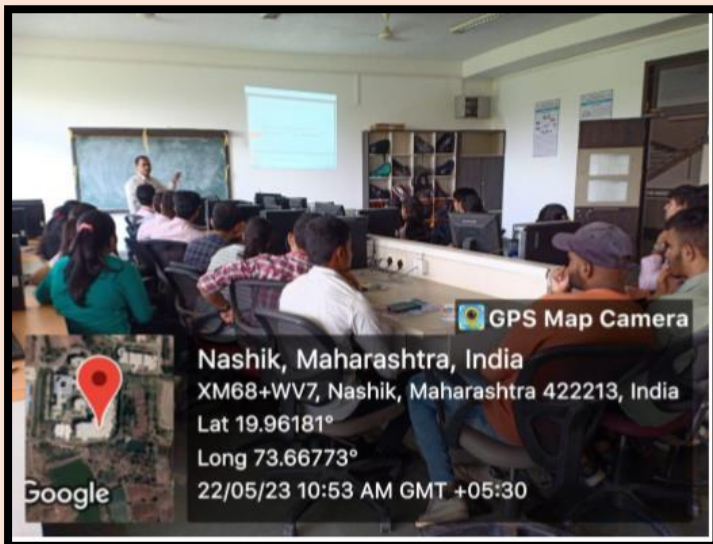 GPS Map Camera
Nashik, Maharashtra, India
XM68+WV7, Nashik, Maharashtra 422213, India
Lat 19.96181°
Long 73.66773°
22/05/23 10:53 AM GMT +05:30
Google